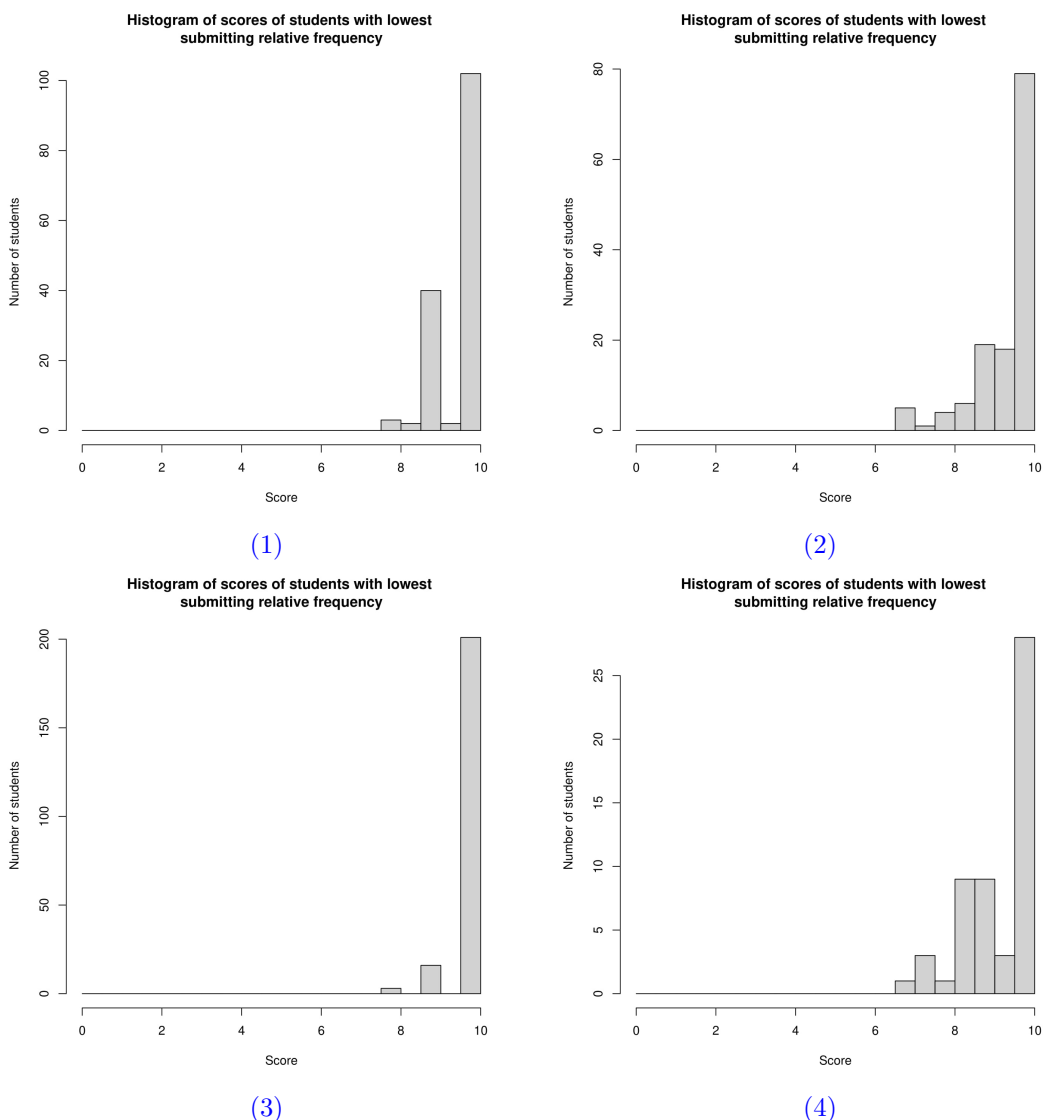 Histogram of scores of students with lowest
submitting relative frequency
Number of students
0
20
40
60
80
100
0 2 4 6 8 10
Score
(1)
Histogram of scores of students with lowest
submitting relative frequency
Number of students
0
20
40
60
80
0 2 4 6 8 10
Score
(2)
Histogram of scores of students with lowest
submitting relative frequency
Number of students
0
50
100
150
200
0 2 4 6 8 10
Score
(3)
Histogram of scores of students with lowest
submitting relative frequency
Number of students
0
5
10
15
20
25
0 2 4 6 8 10
Score
(4)